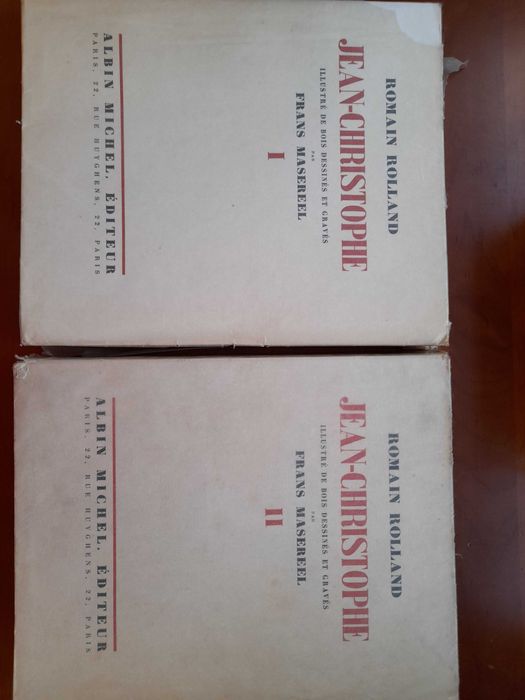 ROMAIN ROLLAND
JEAN-CHRISTOPHE
ILLUSTRÉ DE BOIS DESSINÉS ET GRAVÉS
PAR
FRANS MASEREEL
I
ALBIN MICHEL, ÉDITEUR
PARIS, 22, RUE HUYGHENS, 22, PARIS
ROMAIN ROLLAND
JEAN-CHRISTOPHE
ILLUSTRÉ DE BOIS DESSINÉS ET GRAVÉS
PAR
FRANS MASEREEL
II
ALBIN MICHEL, ÉDITEUR
PARIS, 22, RUE HUYGHENS, 22, PARIS